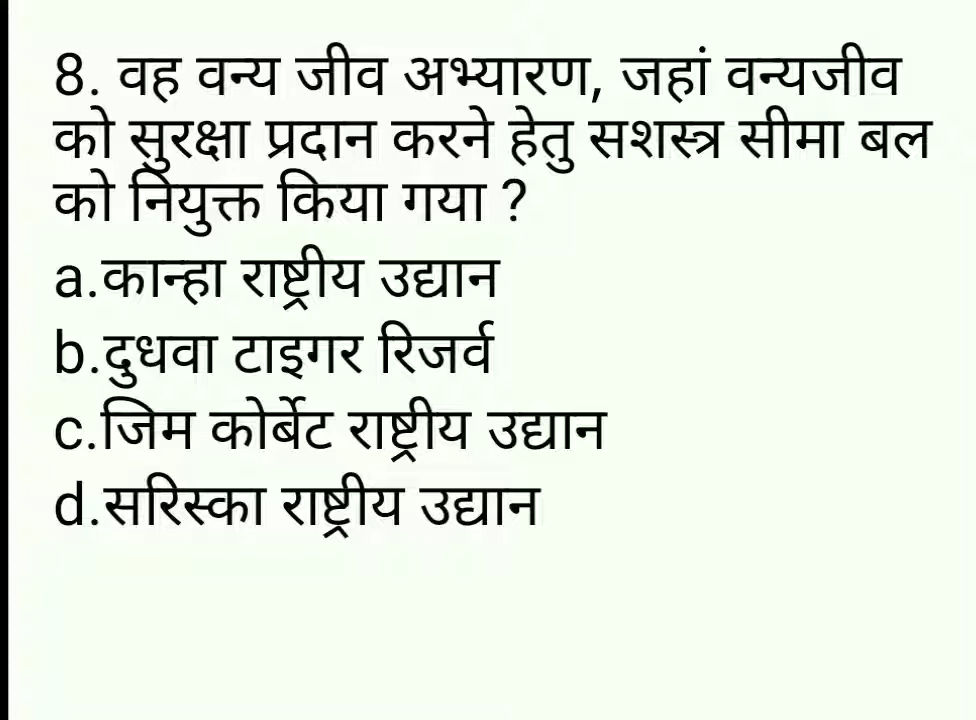 8. वह वन्य जीव अभ्यारण, जहां वन्यजीव
को सुरक्षा प्रदान करने हेतु सशस्त्र सीमा बल
को नियुक्त किया गया ?
a.कान्हा राष्ट्रीय उद्यान
b.दुधवा टाइगर रिजर्व
c.जिम कोर्बेट राष्ट्रीय उद्यान
d.सरिस्का राष्ट्रीय उद्यान